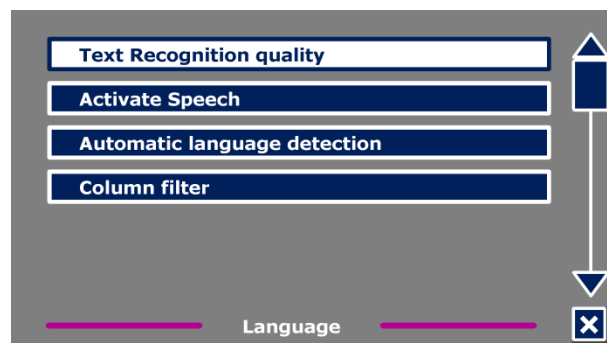 Text Recognition quality
Activate Speech
Automatic language detection
Column filter
Language